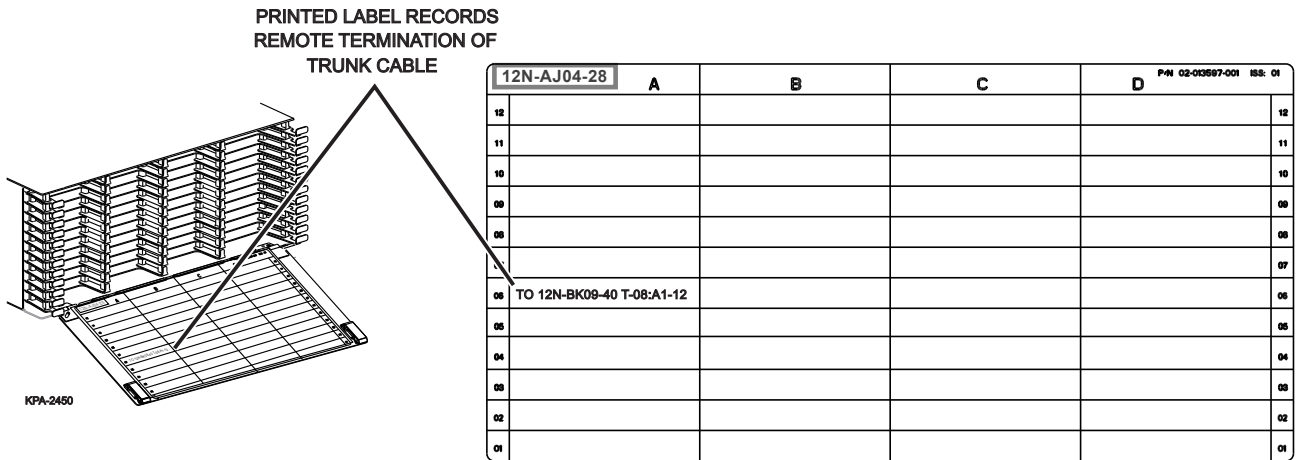 PRINTED LABEL RECORDS
REMOTE TERMINATION OF
TRUNK CABLE
12N-AJ04-28
A
B
C
D
P/N 02-013597-001 ISS: 01
12 12
11 11
10 10
09 09
08 08
07
06 TO 12N-BK09-40 T-08:A1-12 06
05 05
04 04
03 03
02 02
01 01
A
B
C
KPA-2450